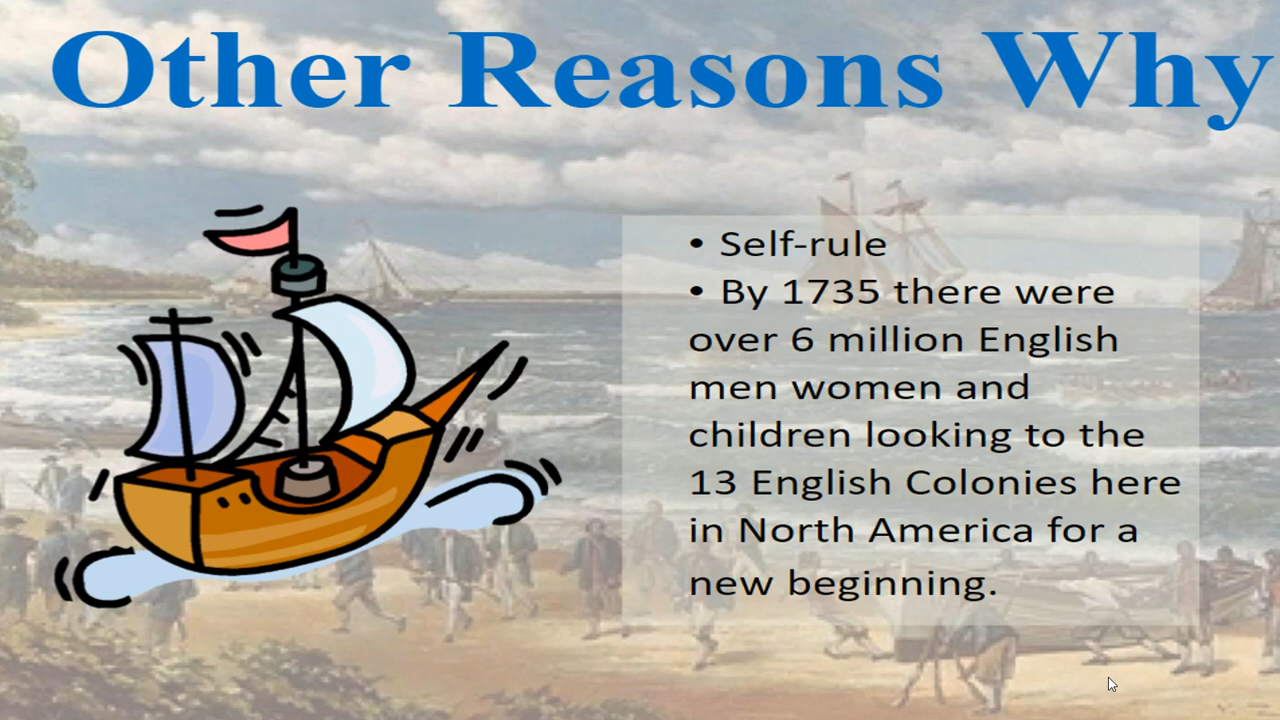 Other Reasons Why
• Self-rule
• By 1735 there were
over 6 million English
men women and
children looking to the
13 English Colonies here
in North America for a
new beginning.